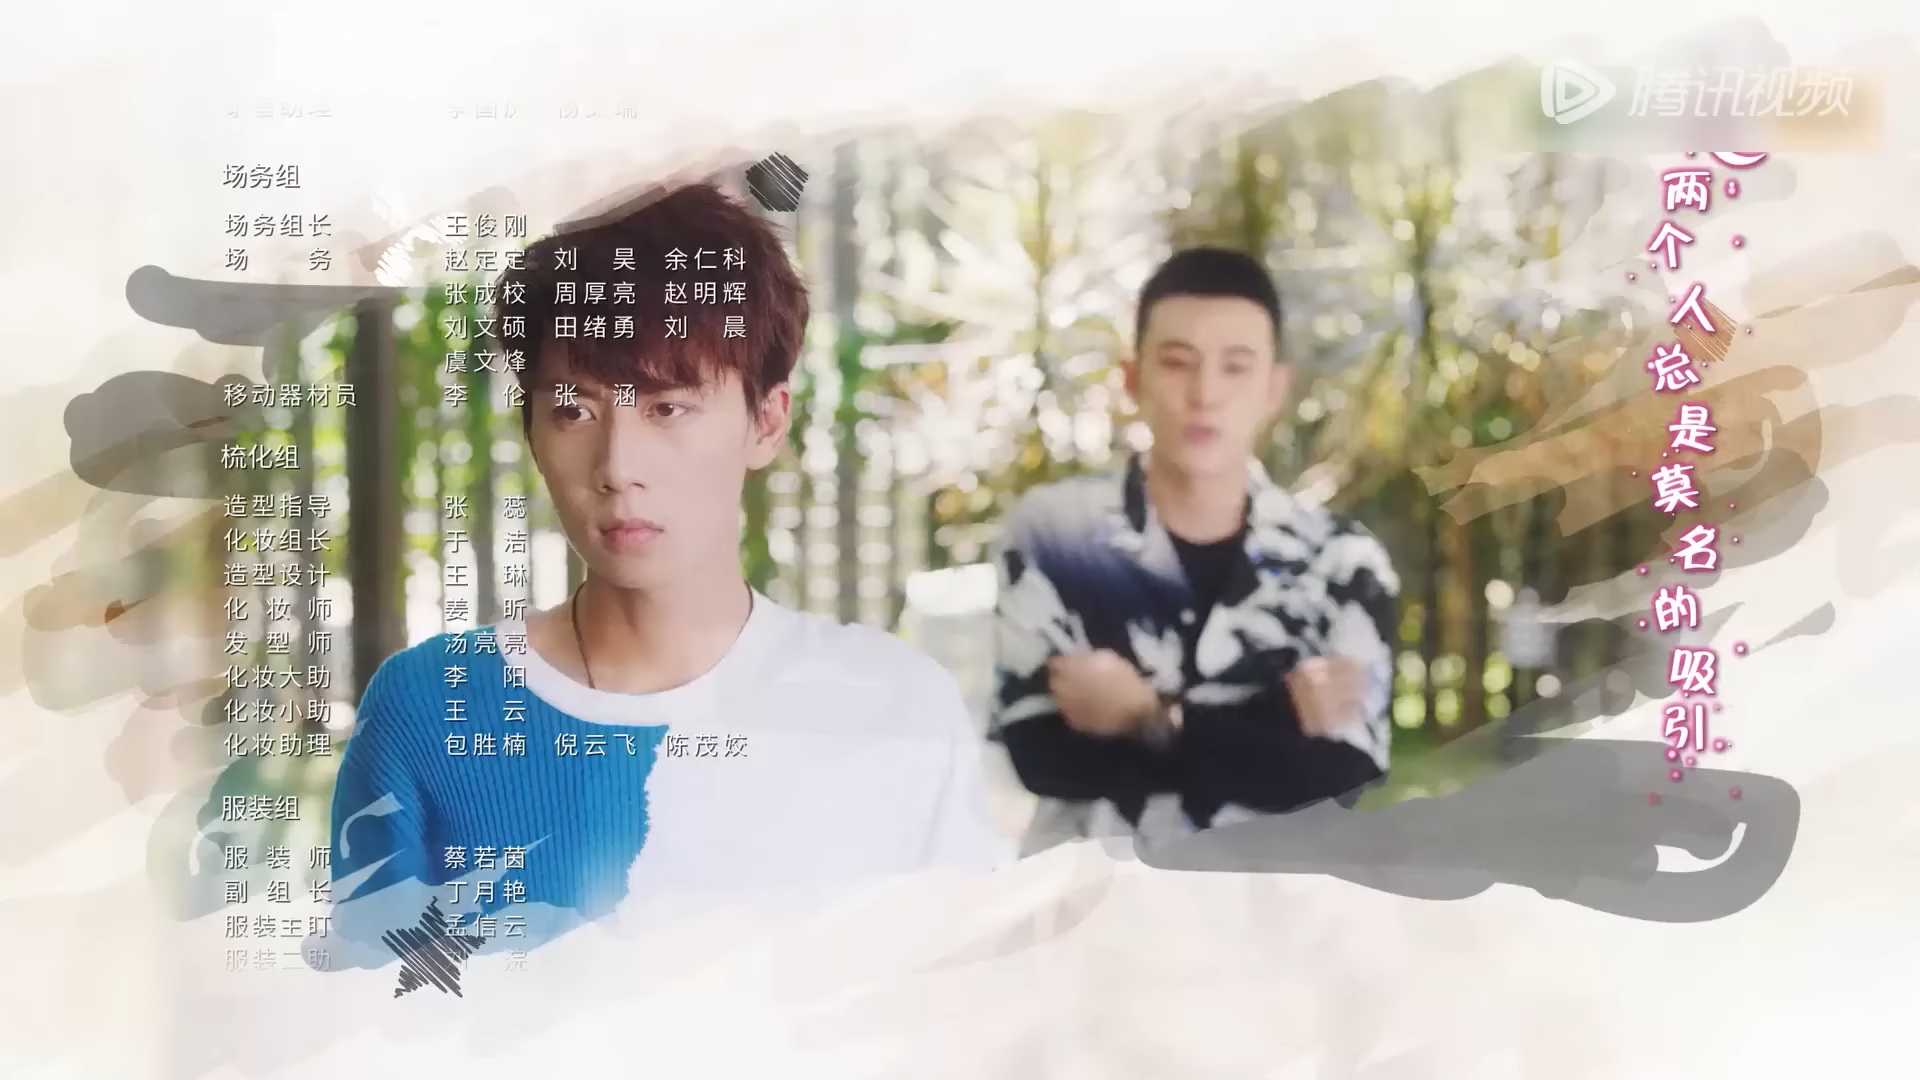 腾讯视频
场务组
场务组长 王俊刚
场务 赵定定 刘昊 余仁科
张成校 周厚亮 赵明辉
刘文硕 田绪勇 刘晨
虞文烽
移动器材员 李伦 张涵
梳化组
造型指导 张蕊
化妆组长 于洁
造型设计 王琳
化妆师 姜昕
发型师 汤亮亮
化妆大助 李阳
化妆小助 王云
化妆助理 包胜楠 倪云飞 陈茂姣
服装组
服装师 蔡若茵
副组长 丁月艳
服装主盯 孟信云
服装二助 浣
两个人总是莫名的吸引